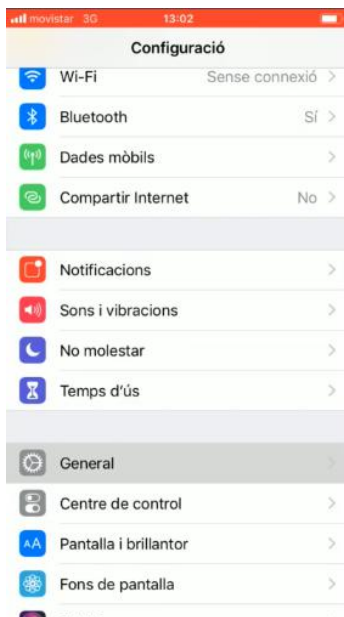 movistar 3G 13:02
Configuració
Wi-Fi Sense connexió
Bluetooth Sí
Dades mòbils
Compartir Internet No
Notificacions
Sons i vibracions
No molestar
Temps d'ús
General
Centre de control
AA Pantalla i brillantor
Fons de pantalla